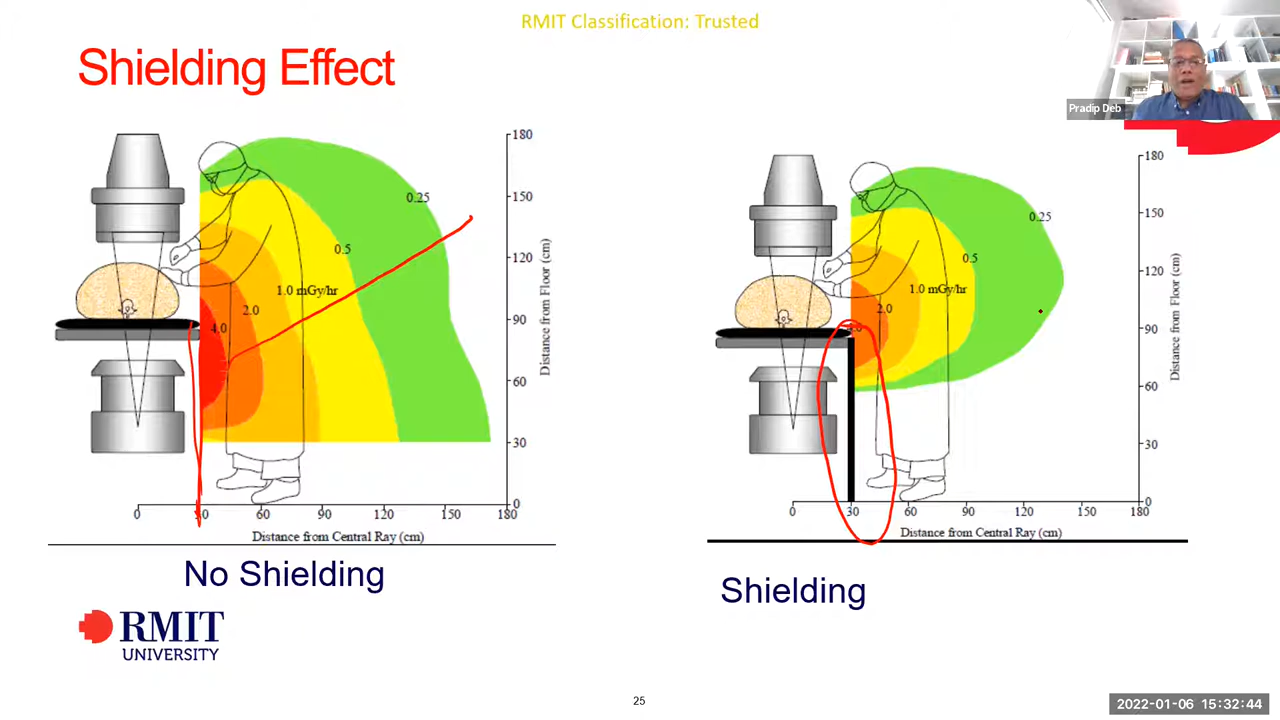 RMIT Classification: Trusted
Shielding Effect
Pradip Deb
180
150
120
90
60
30
0
Distance from Floor (cm)
0.25
0.5
1.0 mGy/hr
2.0
4.0
0
30
60
90
120
150
180
Distance from Central Ray (cm)
No Shielding
180
150
120
90
60
30
0
Distance from Floor (cm)
0.25
0.5
1.0 mGy/hr
2.0
0
30
60
90
120
150
180
Distance from Central Ray (cm)
Shielding
RMIT
UNIVERSITY
25
2022-01-06 15:32:44